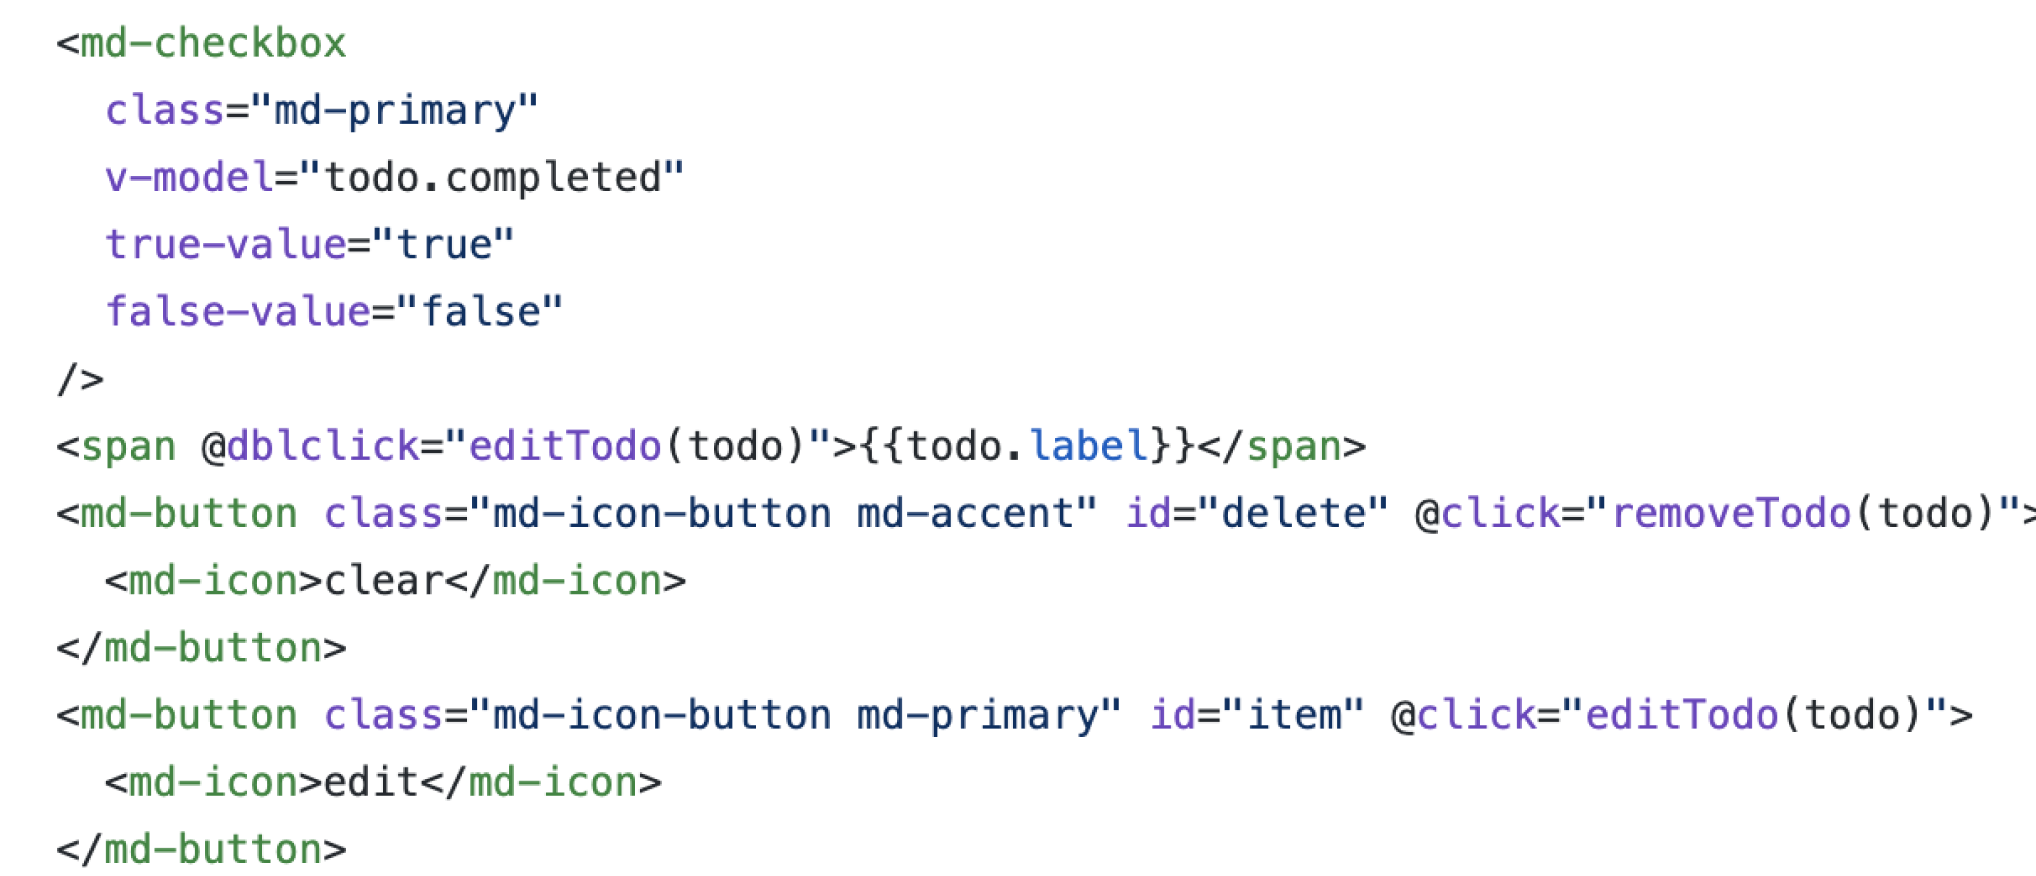 <md-checkbox
  class="md-primary"
  v-model="todo.completed"
  true-value="true"
  false-value="false"
/>
<span @dblclick="editTodo(todo)">{{todo.label}}</span>
<md-button class="md-icon-button md-accent" id="delete" @click="removeTodo(todo)">
  <md-icon>clear</md-icon>
</md-button>
<md-button class="md-icon-button md-primary" id="item" @click="editTodo(todo)">
  <md-icon>edit</md-icon>
</md-button>